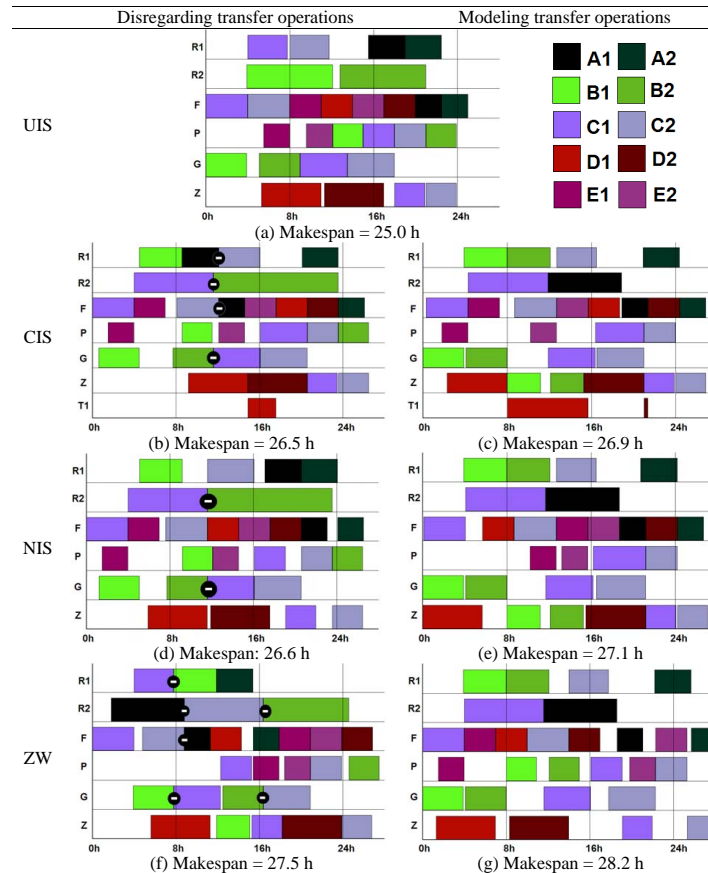 Disregarding transfer operations Modeling transfer operations
UIS
R1
R2
F
P
G
Z
0h 8h 16h 24h
(a) Makespan = 25.0 h
A1 A2
B1 B2
C1 C2
D1 D2
E1 E2
CIS
R1
R2
F
P
G
Z
T1
0h 8h 16h 24h
(b) Makespan = 26.5 h
R1
R2
F
P
G
Z
T1
0h 8h 16h 24h
(c) Makespan = 26.9 h
NIS
R1
R2
F
P
G
Z
0h 8h 16h 24h
(d) Makespan: 26.6 h
R1
R2
F
P
G
Z
0h 8h 16h 24h
(e) Makespan = 27.1 h
ZW
R1
R2
F
P
G
Z
0h 8h 16h 24h
(f) Makespan = 27.5 h
R1
R2
F
P
G
Z
0h 8h 16h 24h
(g) Makespan = 28.2 h